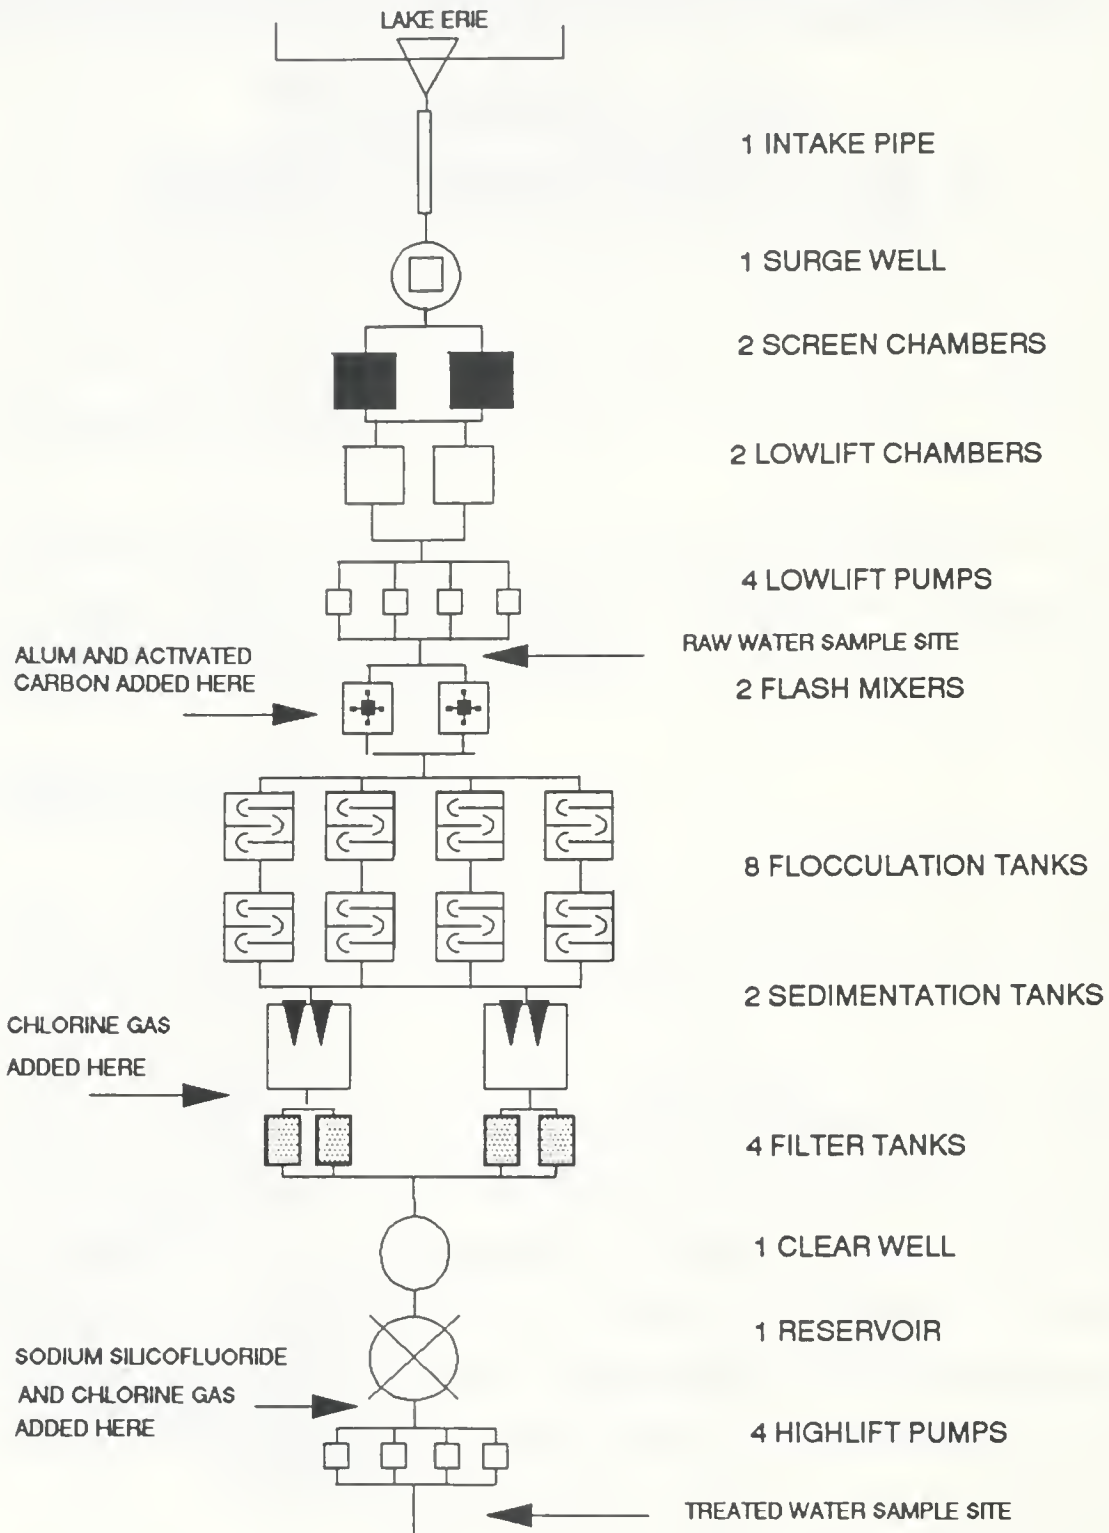 LAKE ERIE
1 INTAKE PIPE
1 SURGE WELL
2 SCREEN CHAMBERS
2 LOWLIFT CHAMBERS
4 LOWLIFT PUMPS
RAW WATER SAMPLE SITE
ALUM AND ACTIVATED
CARBON ADDED HERE
2 FLASH MIXERS
8 FLOCCULATION TANKS
2 SEDIMENTATION TANKS
CHLORINE GAS
ADDED HERE
4 FILTER TANKS
1 CLEAR WELL
1 RESERVOIR
SODIUM SILICOFLUORIDE
AND CHLORINE GAS
ADDED HERE
4 HIGHLIFT PUMPS
TREATED WATER SAMPLE SITE